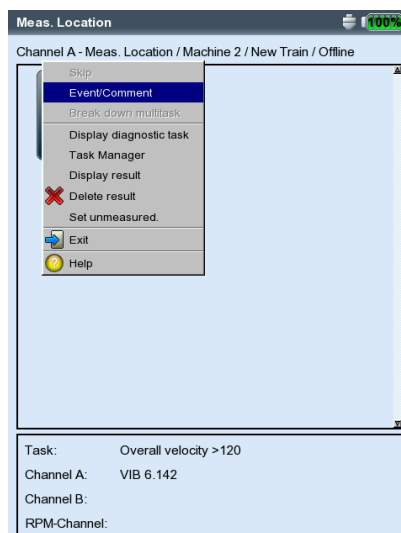 Meas. Location
100%
Channel A - Meas. Location / Machine 2 / New Train / Offline
Skip
Event/Comment
Break down multitask
Display diagnostic task
Task Manager
Display result
Delete result
Set unmeasured.
Exit
? Help
Task: Overall velocity >120
Channel A: VIB 6.142
Channel B:
RPM-Channel: